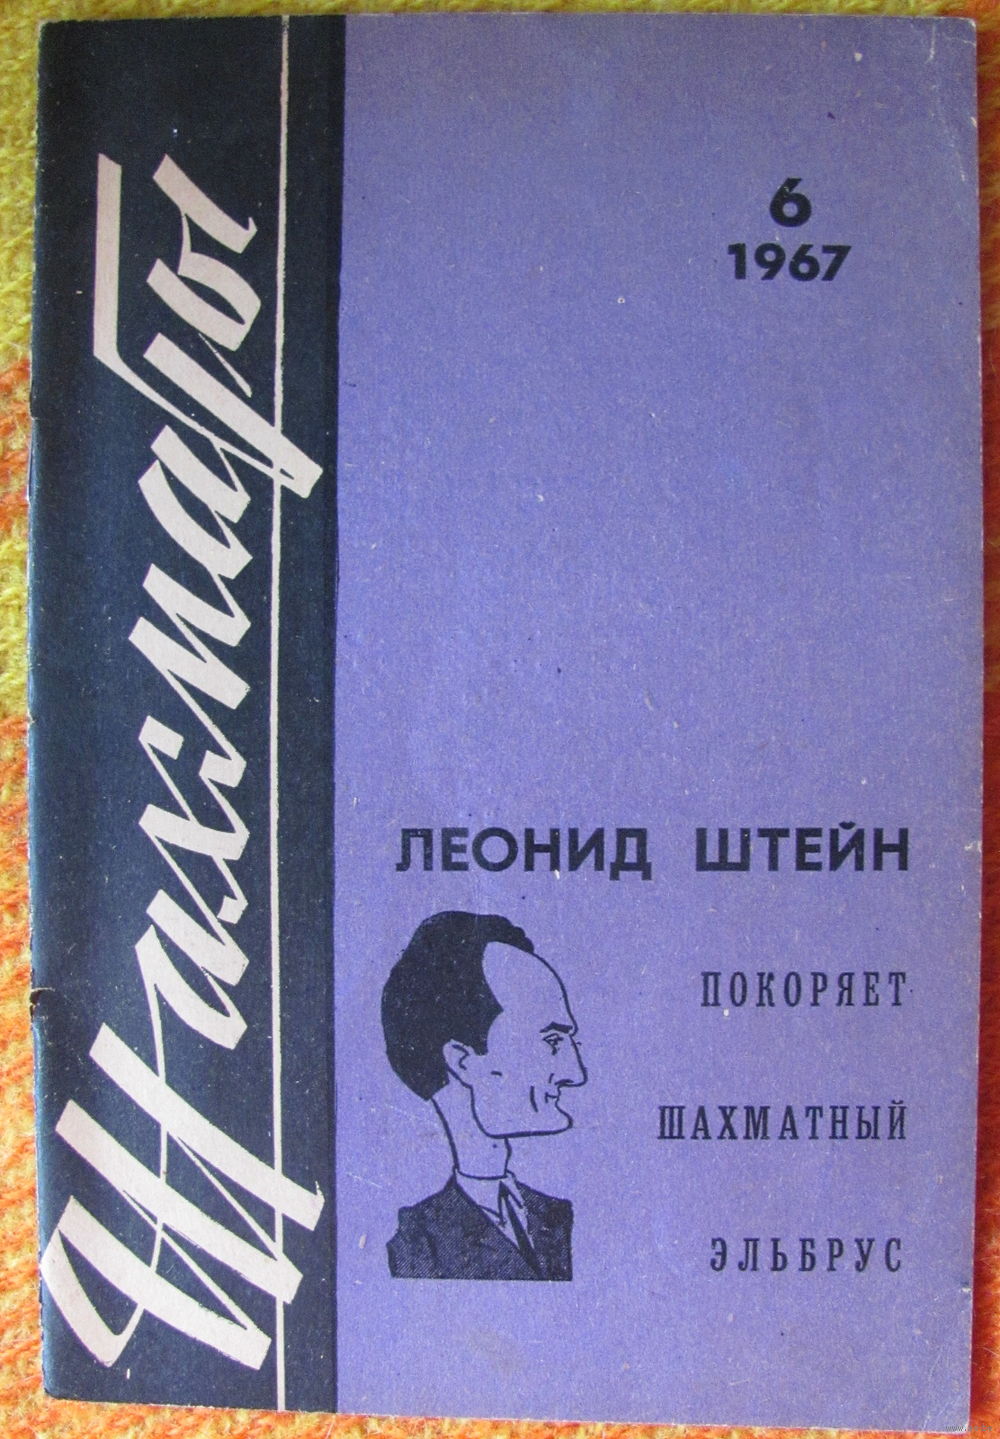 Шахматы
6
1967
ЛЕОНИД ШТЕЙН
ПОКОРЯЕТ
ШАХМАТНЫЙ
ЭЛЬБРУС